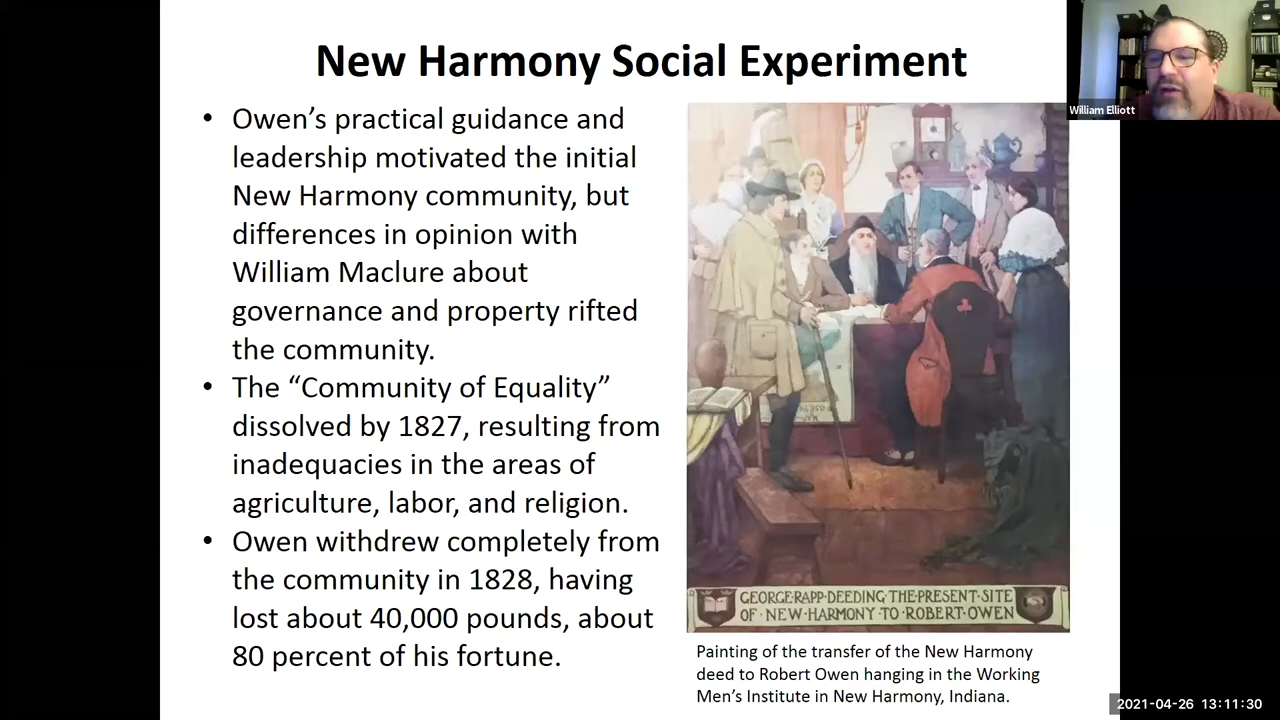 New Harmony Social Experiment
• Owen’s practical guidance and
leadership motivated the initial
New Harmony community, but
differences in opinion with
William Maclure about
governance and property rifted
the community.
• The “Community of Equality”
dissolved by 1827, resulting from
inadequacies in the areas of
agriculture, labor, and religion.
• Owen withdrew completely from
the community in 1828, having
lost about 40,000 pounds, about
80 percent of his fortune.
GEORGE·RAPP·DEEDING·THE·PRESENT·SITE
OF·NEW·HARMONY·TO·ROBERT·OWEN
Painting of the transfer of the New Harmony
deed to Robert Owen hanging in the Working
Men’s Institute in New Harmony, Indiana.
William Elliott
2021-04-26 13:11:30